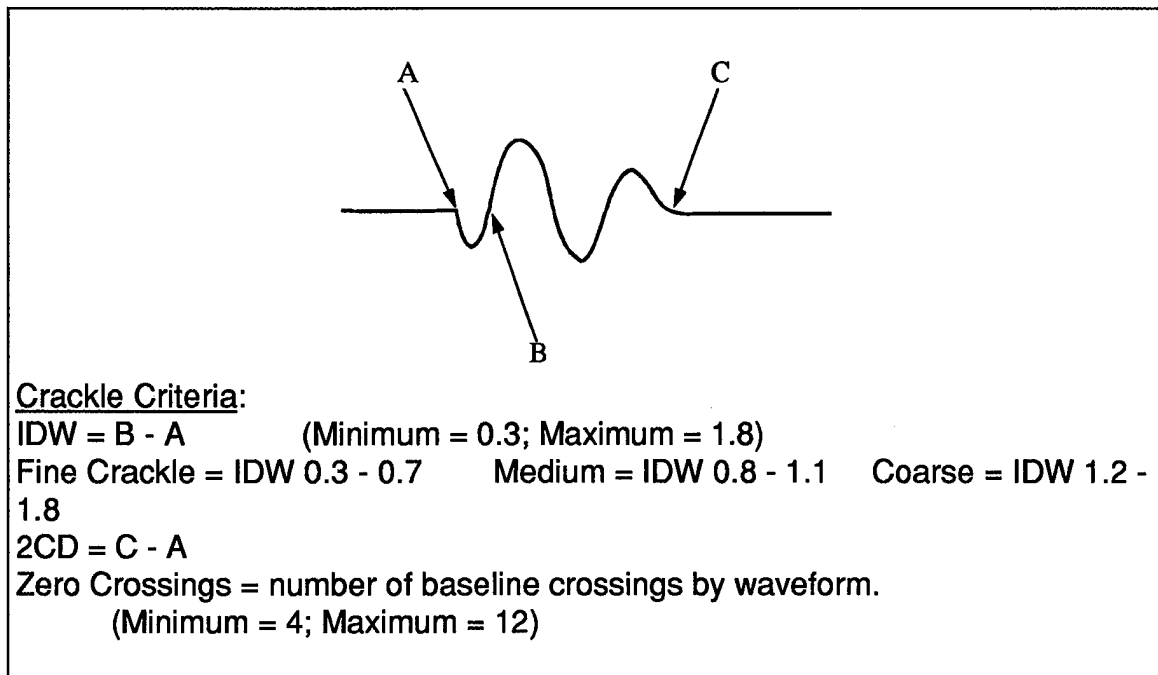 A C
B
Crackle Criteria:
IDW = B - A (Minimum = 0.3; Maximum = 1.8)
Fine Crackle = IDW 0.3 - 0.7 Medium = IDW 0.8 - 1.1 Coarse = IDW 1.2 -
1.8
2CD = C - A
Zero Crossings = number of baseline crossings by waveform.
(Minimum = 4; Maximum = 12)